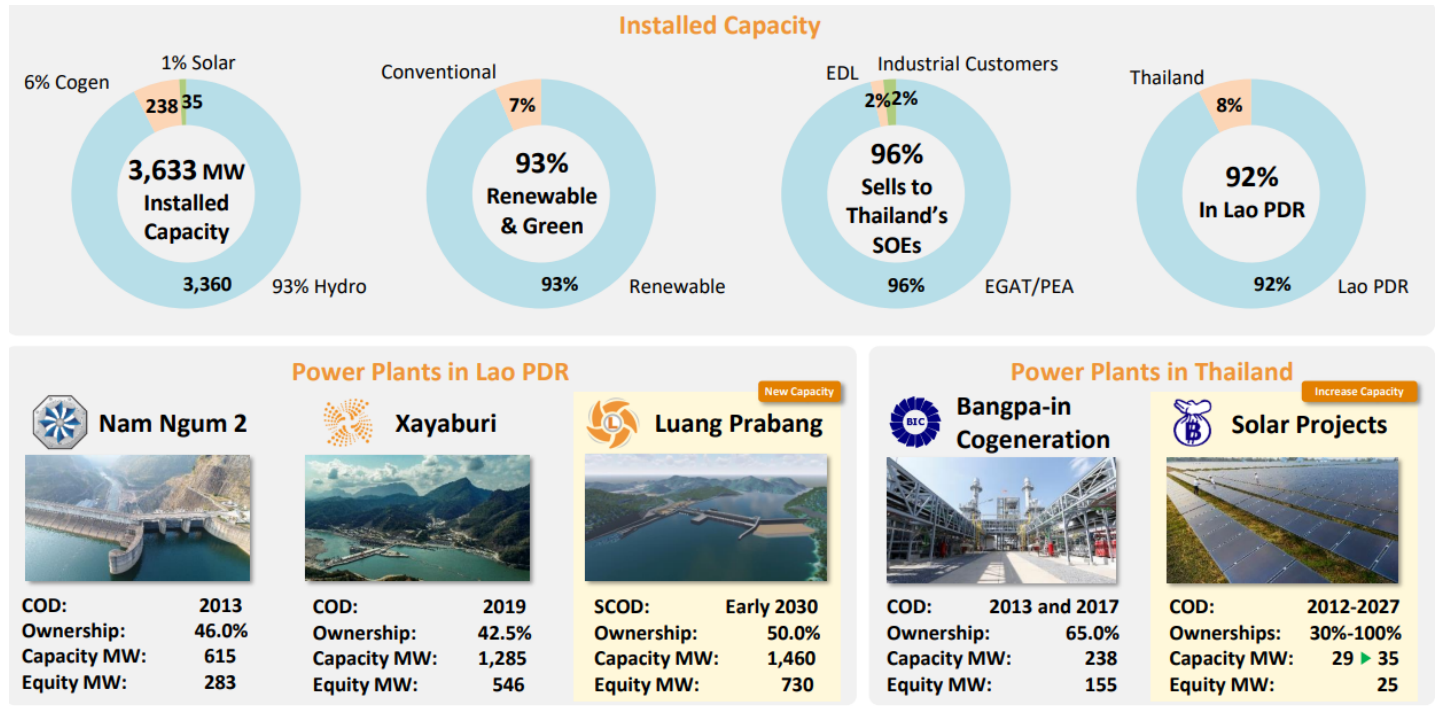 Installed Capacity
1% Solar
6% Cogen
238 35
3,633 MW
Installed
Capacity
3,360
93% Hydro
Conventional
7%
93%
Renewable
& Green
93%
Renewable
EDL
Industrial Customers
2% 2%
96%
Sells to
Thailand’s
SOEs
96%
EGAT/PEA
Thailand
8%
92%
In Lao PDR
92%
Lao PDR
Power Plants in Lao PDR
Nam Ngum 2
COD: 2013
Ownership: 46.0%
Capacity MW: 615
Equity MW: 283
Xayaburi
COD: 2019
Ownership: 42.5%
Capacity MW: 1,285
Equity MW: 546
New Capacity
L
Luang Prabang
SCOD: Early 2030
Ownership: 50.0%
Capacity MW: 1,460
Equity MW: 730
Power Plants in Thailand
BIC
Bangpa-in
Cogeneration
COD: 2013 and 2017
Ownership: 65.0%
Capacity MW: 238
Equity MW: 155
Increase Capacity
B
Solar Projects
COD: 2012-2027
Ownerships: 30%-100%
Capacity MW: 29 ▶ 35
Equity MW: 25